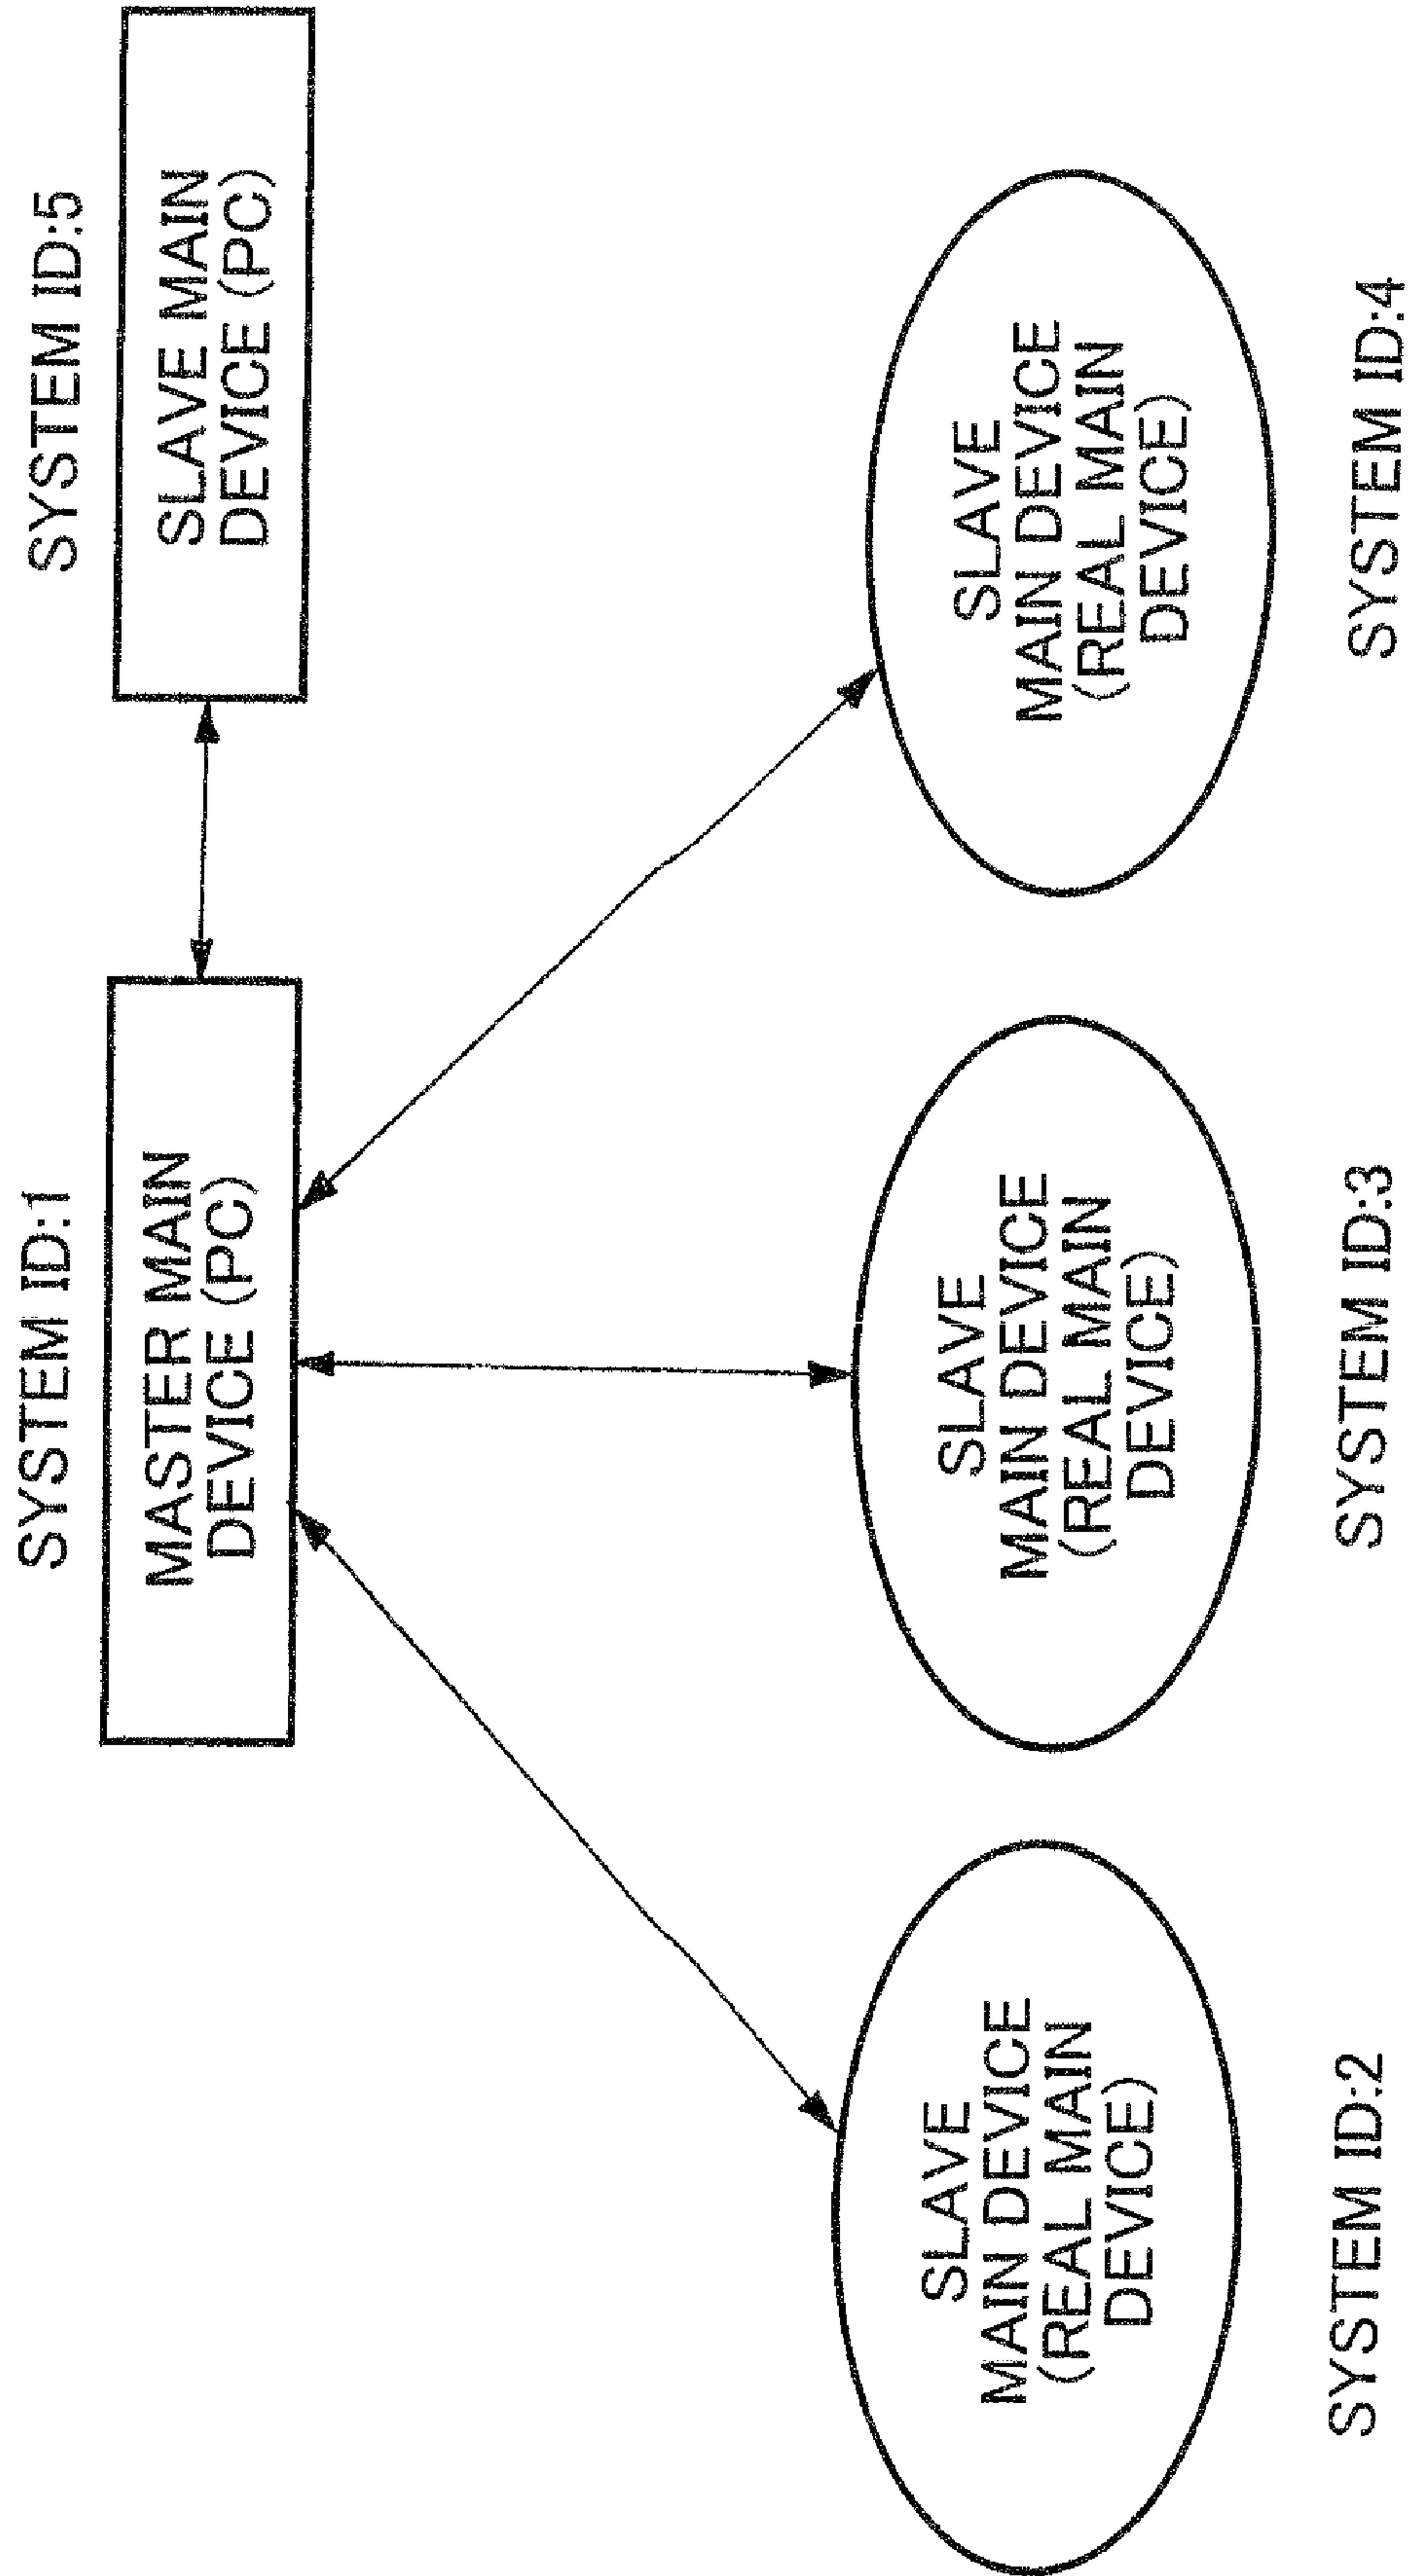 SYSTEM ID:1
MASTER MAIN
DEVICE (PC)
SYSTEM ID:5
SLAVE MAIN
DEVICE (PC)
SLAVE
MAIN DEVICE
(REAL MAIN
DEVICE)
SYSTEM ID:2
SLAVE
MAIN DEVICE
(REAL MAIN
DEVICE)
SYSTEM ID:3
SLAVE
MAIN DEVICE
(REAL MAIN
DEVICE)
SYSTEM ID:4